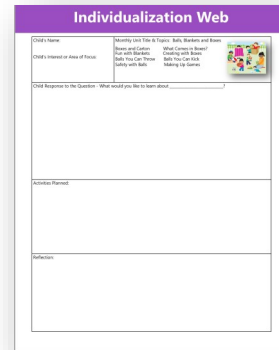 Individualization Web
Child's Name:
Monthly Unit Title & Topics: Balls, Blankets and Boxes
Boxes and Carton What Comes in Boxes?
Child's Interest or Area of Focus: Fun with Blankets Creating with Boxes
Balls You Can Throw Balls You Can Kick
Safety with Balls Making Up Games
Child Response to the Question - What would you like to learn about ____________________?
Activities Planned:
Reflection: